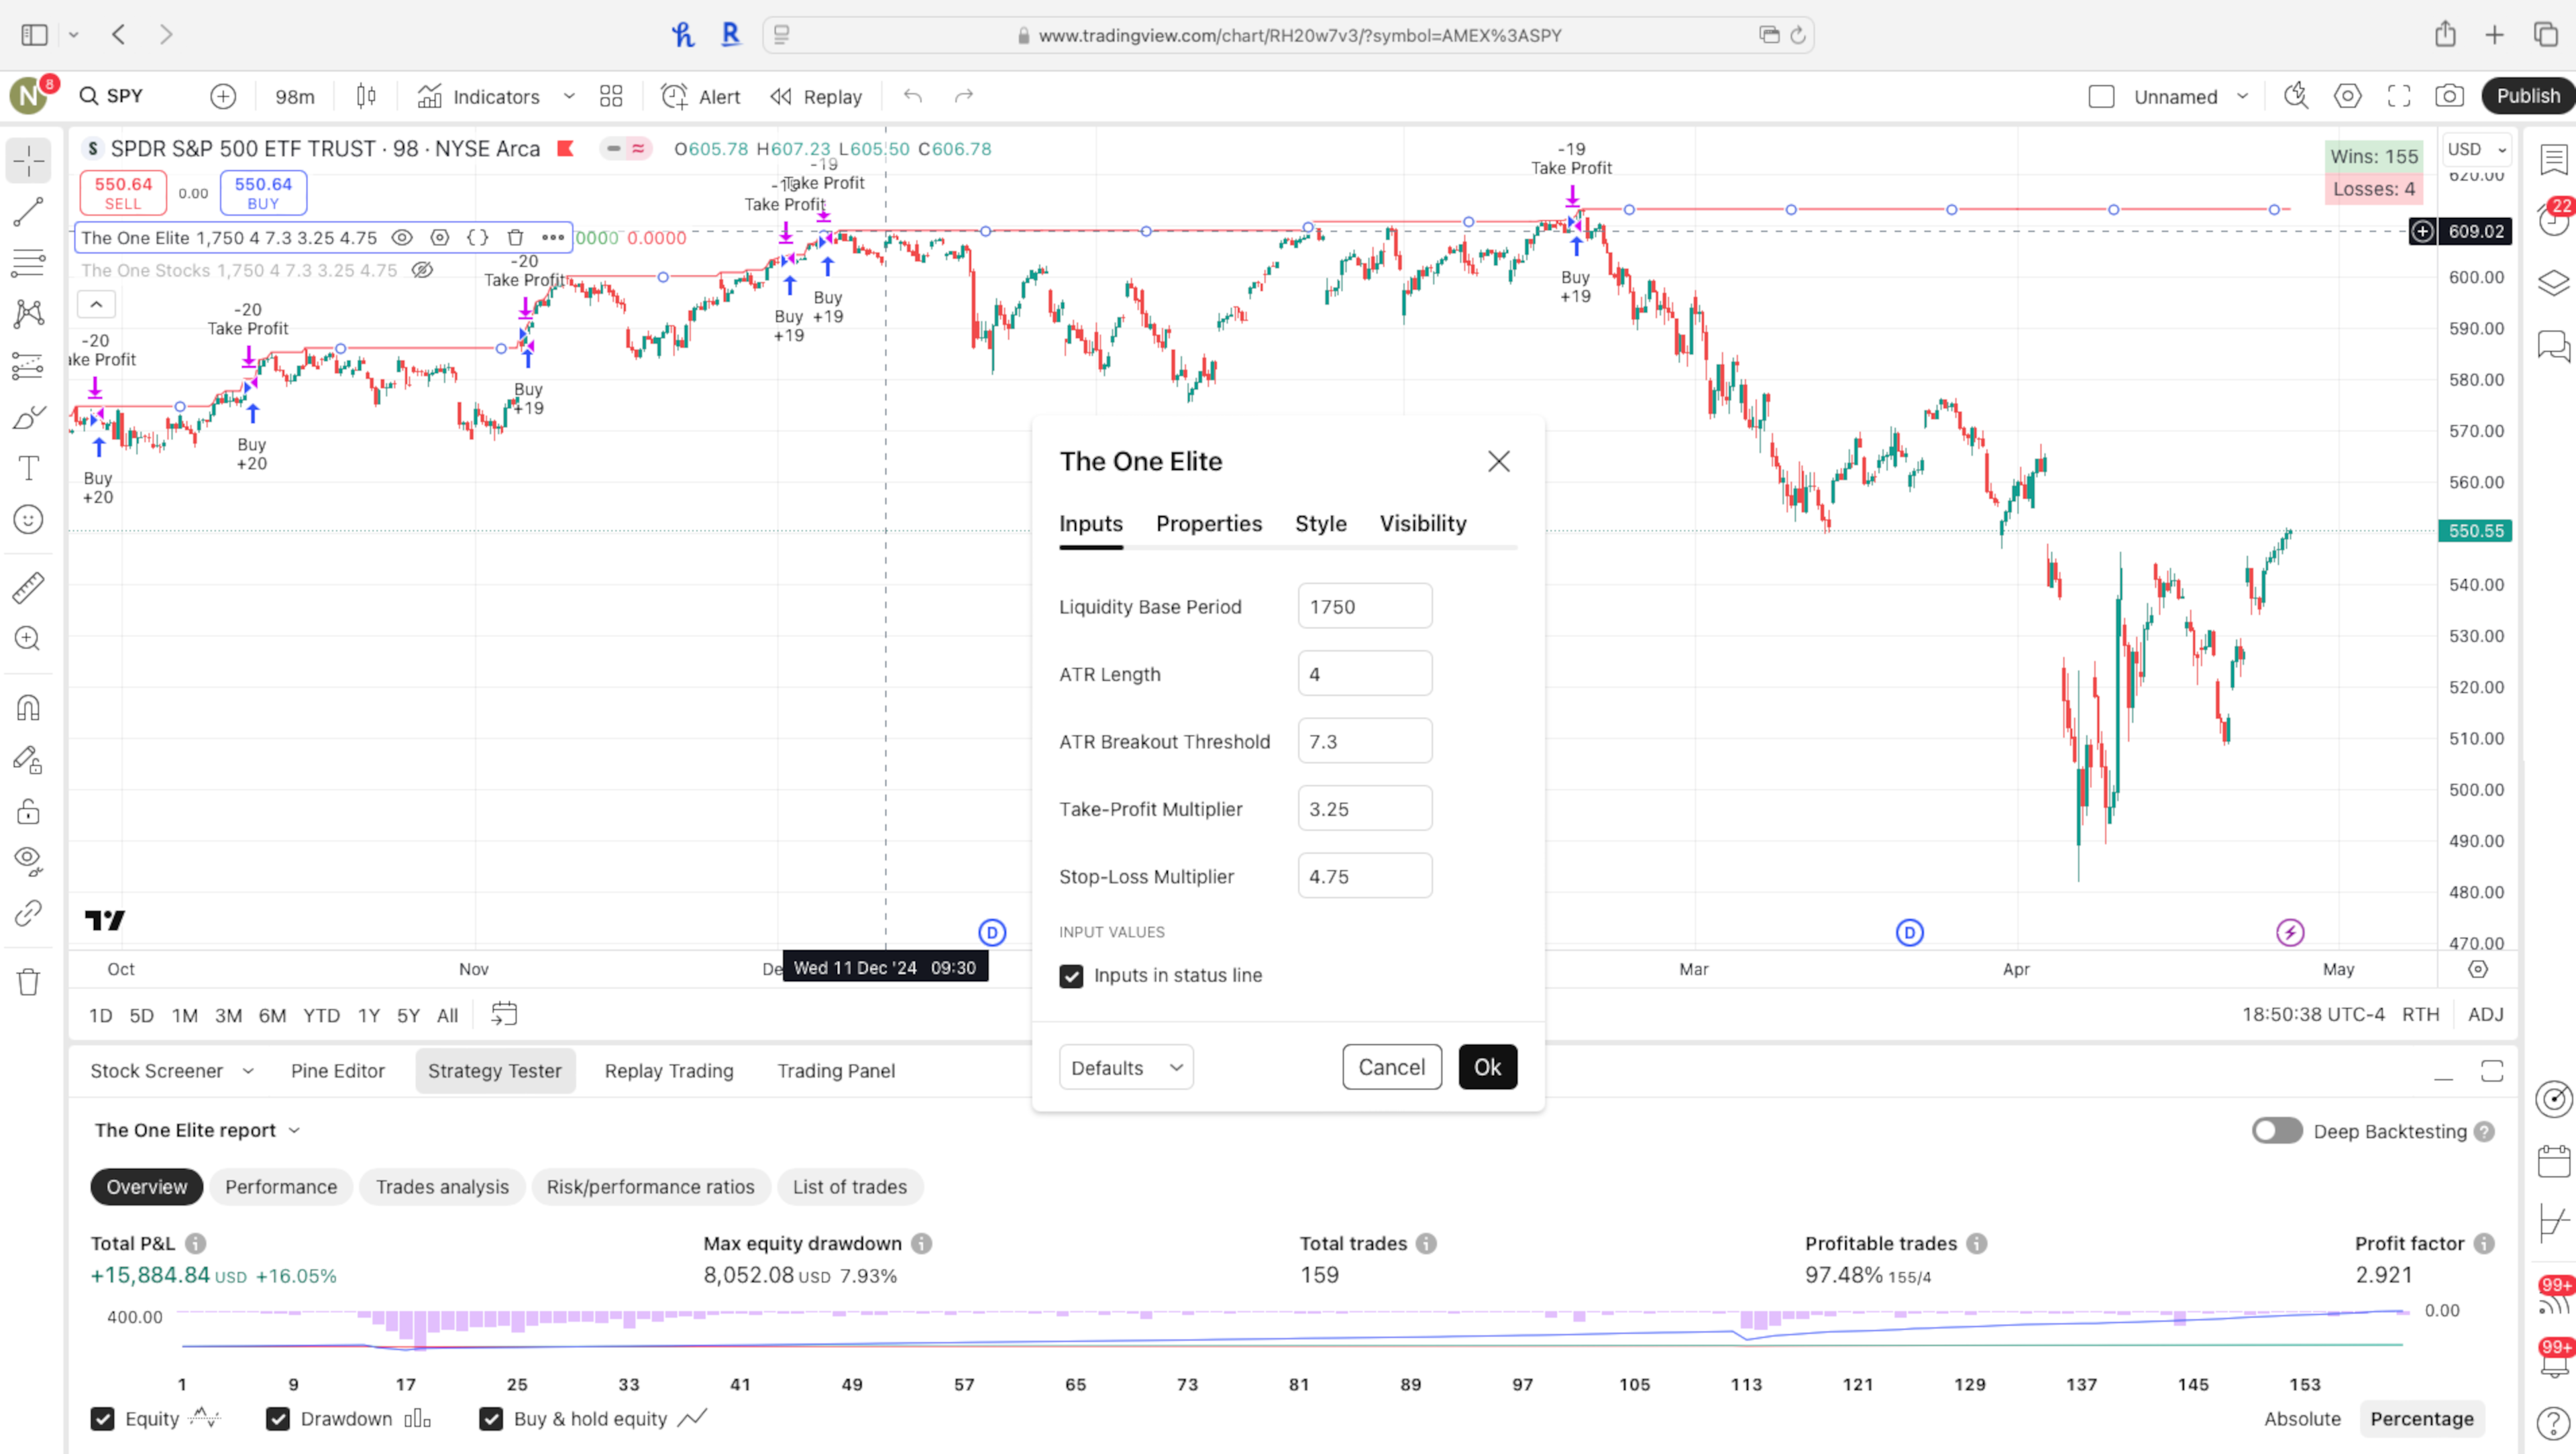 www.tradingview.com/chart/RH20w7v3/?symbol=AMEX%3ASPY
N 8 SPY 98m Indicators Alert Replay Unnamed Publish
S SPDR S&P 500 ETF TRUST · 98 · NYSE Arca O605.78 H607.23 L605.50 C606.78
550.64 SELL 0.00 550.64 BUY
The One Elite 1,750 4 7.3 3.25 4.75 0000 0.0000
The One Stocks 1,750 4 7.3 3.25 4.75
Wins: 155
Losses: 4
USD
22
-20
ake Profit
Buy
+20
-20
Take Profit
Buy
+20
-20
Take Profit
Buy
+19
Take Profit
Buy
+19
-19
Take Profit
Buy
+19
-19
Take Profit
Buy
+19
620.00
609.02
600.00
590.00
580.00
570.00
560.00
550.55
540.00
530.00
520.00
510.00
500.00
490.00
480.00
470.00
D
D
Oct Nov De Wed 11 Dec '24 09:30 Mar Apr May
The One Elite
Inputs Properties Style Visibility
Liquidity Base Period 1750
ATR Length 4
ATR Breakout Threshold 7.3
Take-Profit Multiplier 3.25
Stop-Loss Multiplier 4.75
INPUT VALUES
Inputs in status line
Defaults Cancel Ok
1D 5D 1M 3M 6M YTD 1Y 5Y All 18:50:38 UTC-4 RTH ADJ
Stock Screener Pine Editor Strategy Tester Replay Trading Trading Panel
The One Elite report Deep Backtesting
Overview Performance Trades analysis Risk/performance ratios List of trades
Total P&L Max equity drawdown Total trades Profitable trades Profit factor
+15,884.84 USD +16.05% 8,052.08 USD 7.93% 159 97.48% 155/4 2.921
99+
400.00 0.00
99+
1 9 17 25 33 41 49 57 65 73 81 89 97 105 113 121 129 137 145 153
Equity Drawdown Buy & hold equity Absolute Percentage